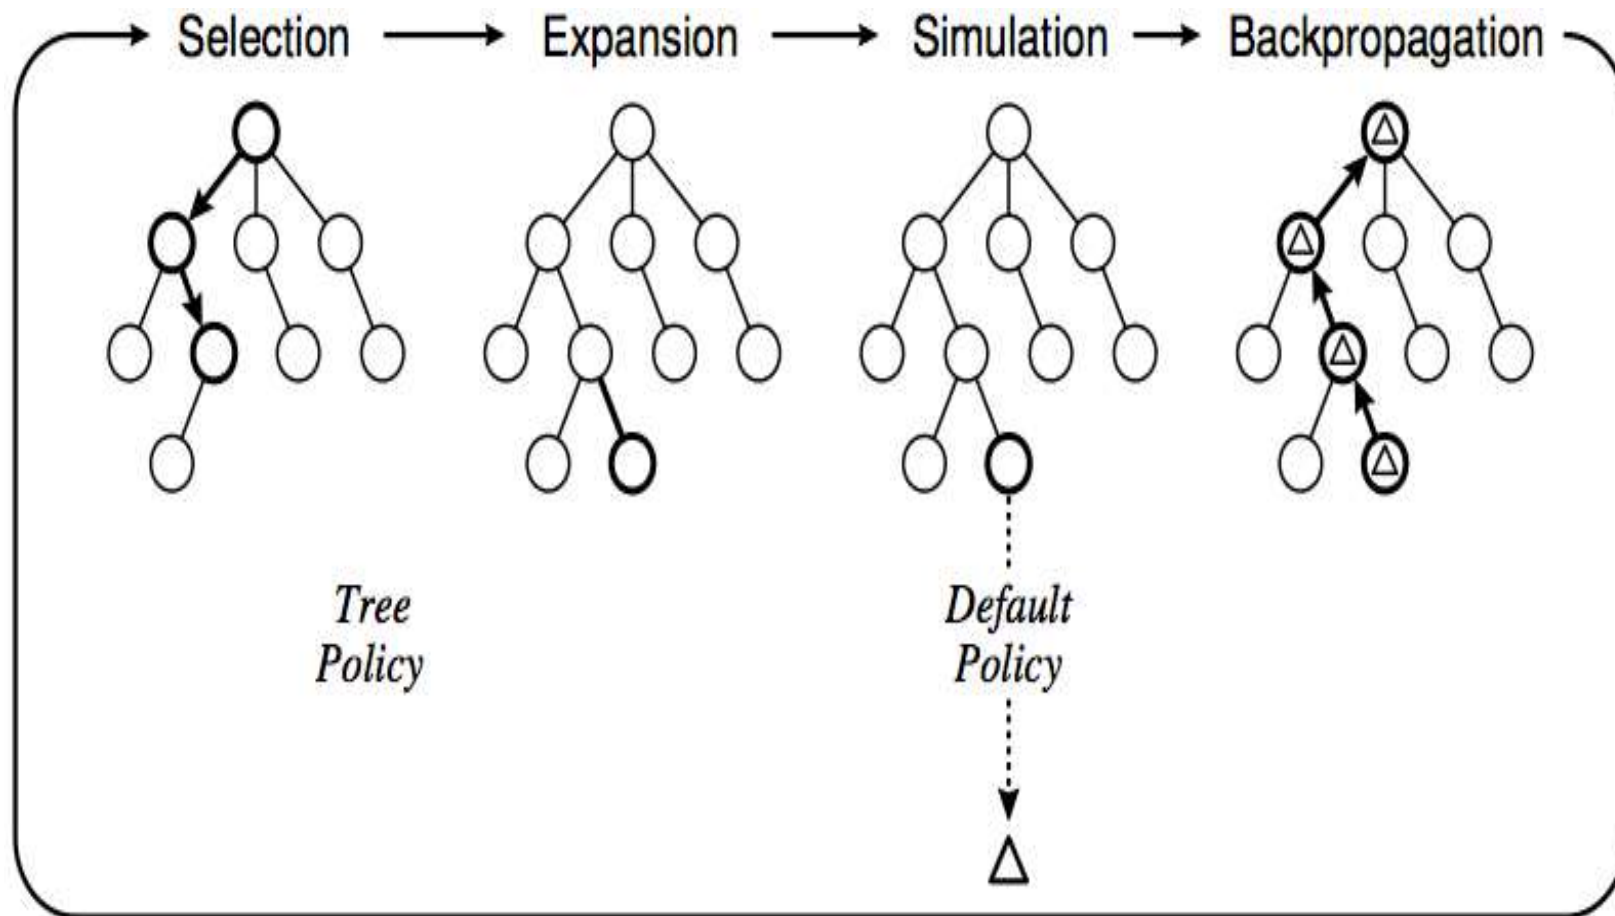 Selection Expansion Simulation Backpropagation
Tree
Policy
Default
Policy